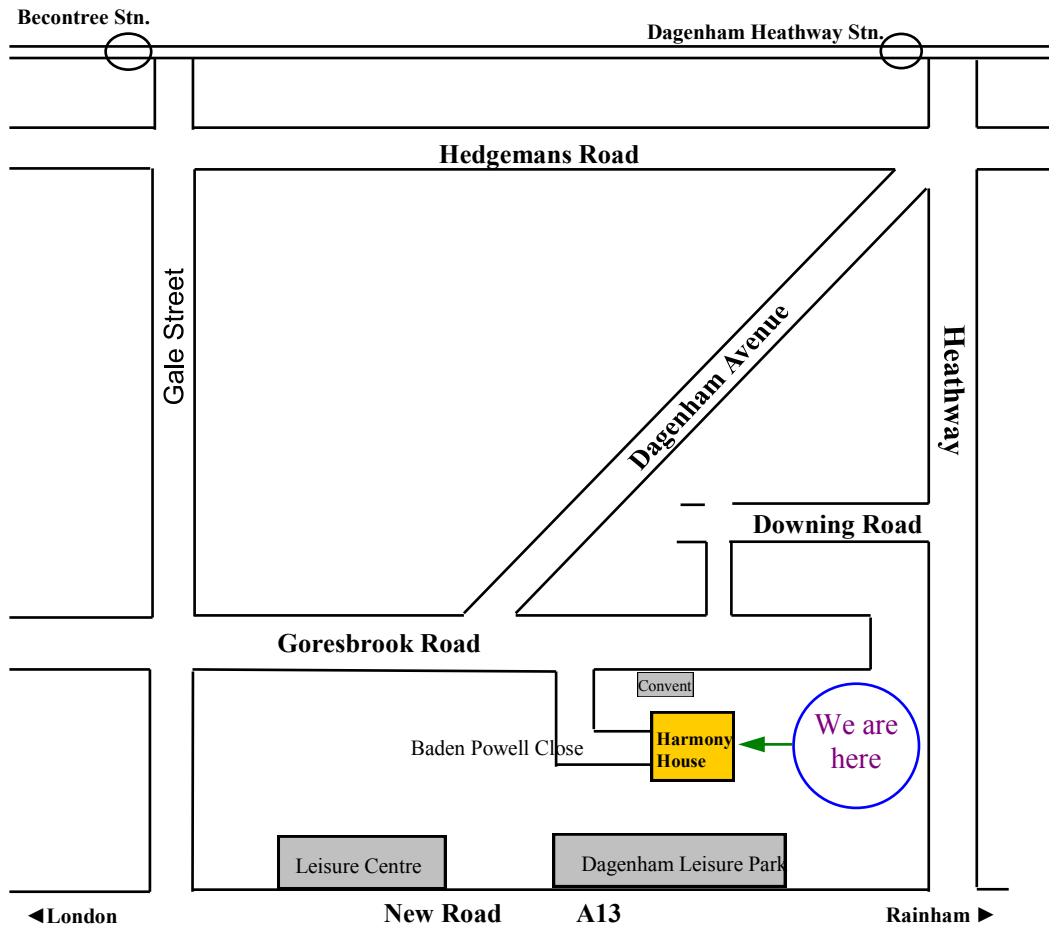 Becontree Stn.
Dagenham Heathway Stn.
Hedgemans Road
Gale Street
Dagenham Avenue
Heathway
Downing Road
Goresbrook Road
Convent
We are
here
Baden Powell Close
Harmony
House
Leisure Centre
Dagenham Leisure Park
◄London
New Road A13
Rainham ►